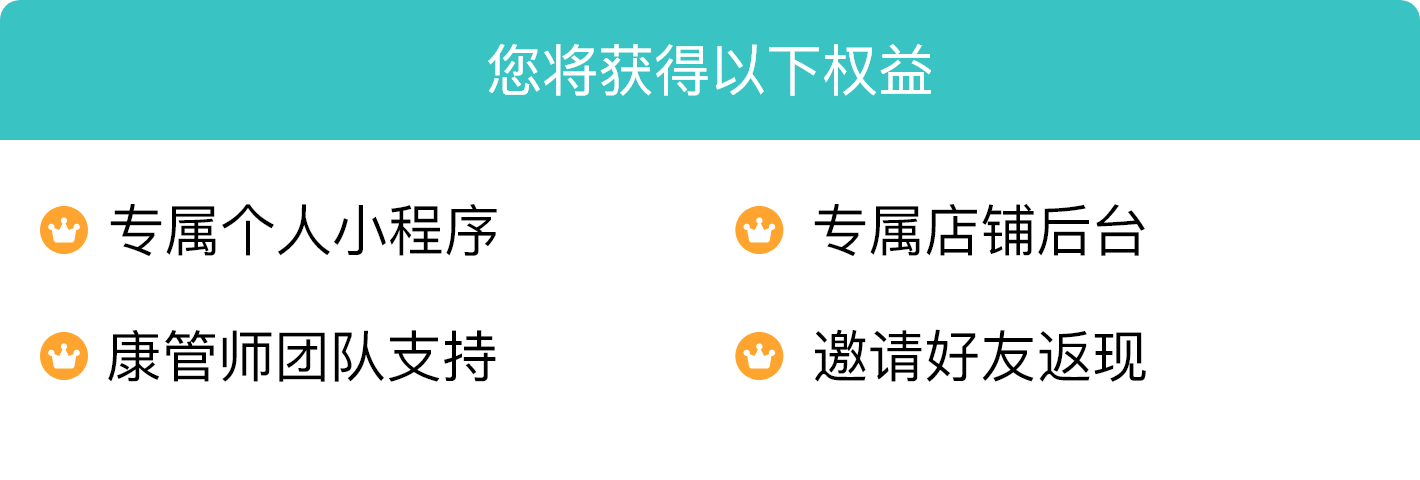 您将获得以下权益
专属个人小程序
专属店铺后台
康管师团队支持
邀请好友返现